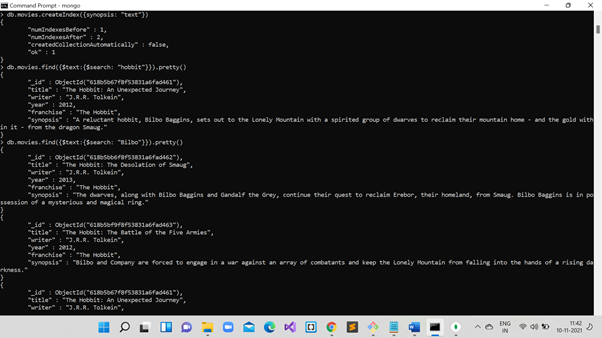 Command Prompt - mongo
> db.movies.createIndex({synopsis: "text"})
{
"numIndexesBefore" : 1,
"numIndexesAfter" : 2,
"createdCollectionAutomatically" : false,
"ok" : 1
}
> db.movies.find({$text:{$search: "hobbit"}}).pretty()
{
"_id" : ObjectId("618b5b67f8f53831a6fad461"),
"title" : "The Hobbit: An Unexpected Journey",
"writer" : "J.R.R. Tolkein",
"year" : 2012,
"franchise" : "The Hobbit",
"synopsis" : "A reluctant hobbit, Bilbo Baggins, sets out to the Lonely Mountain with a spirited group of dwarves to reclaim their mountain home - and the gold with
in it - from the dragon Smaug."
}
> db.movies.find({$text:{$search: "Bilbo"}}).pretty()
{
"_id" : ObjectId("618b5bb6f8f53831a6fad462"),
"title" : "The Hobbit: The Desolation of Smaug",
"writer" : "J.R.R. Tolkein",
"year" : 2013,
"franchise" : "The Hobbit",
"synopsis" : "The dwarves, along with Bilbo Baggins and Gandalf the Grey, continue their quest to reclaim Erebor, their homeland, from Smaug. Bilbo Baggins is in po
ssession of a mysterious and magical ring."
}
{
"_id" : ObjectId("618b5bf9f8f53831a6fad463"),
"title" : "The Hobbit: The Battle of the Five Armies",
"writer" : "J.R.R. Tolkein",
"year" : 2012,
"franchise" : "The Hobbit",
"synopsis" : "Bilbo and Company are forced to engage in a war against an array of combatants and keep the Lonely Mountain from falling into the hands of a rising da
rkness."
}
{
"_id" : ObjectId("618b5b67f8f53831a6fad461"),
"title" : "The Hobbit: An Unexpected Journey",
"writer" : "J.R.R. Tolkein",
ENG
IN
11:42
10-11-2021